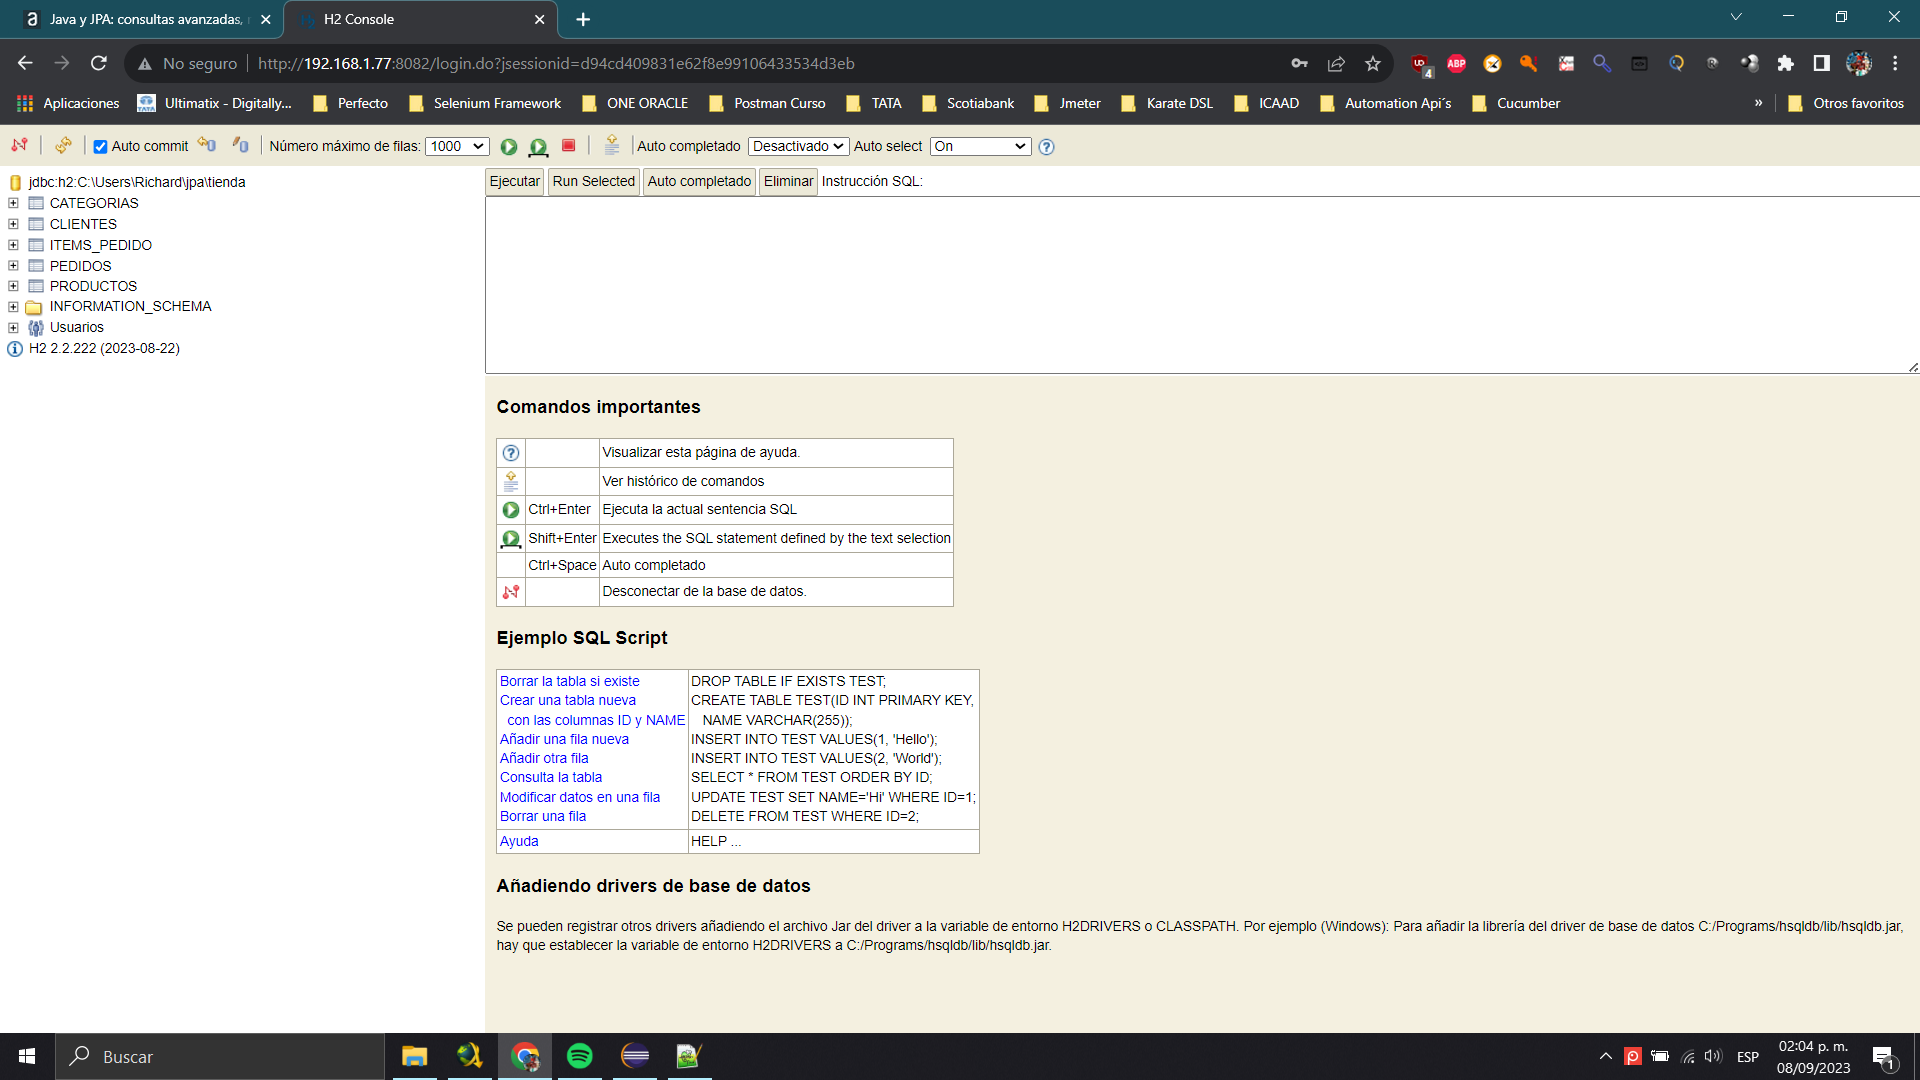 Java y JPA: consultas avanzadas,
H2 Console
No seguro
http://192.168.1.77:8082/login.do?jsessionid=d94cd409831e62f8e99106433534d3eb
4
ABP
Aplicaciones
Ultimatix - Digitally...
Perfecto
Selenium Framework
ONE ORACLE
Postman Curso
TATA
Scotiabank
Jmeter
Karate DSL
ICAAD
Automation Api´s
Cucumber
»
Otros favoritos
Auto commit
Número máximo de filas: 1000
Auto completado Desactivado
Auto select On
jdbc:h2:C:\Users\Richard\jpa\tienda
CATEGORIAS
CLIENTES
ITEMS_PEDIDO
PEDIDOS
PRODUCTOS
INFORMATION_SCHEMA
Usuarios
H2 2.2.222 (2023-08-22)
Ejecutar Run Selected Auto completado Eliminar Instrucción SQL:
Comandos importantes
Visualizar esta página de ayuda.
Ver histórico de comandos
Ctrl+Enter Ejecuta la actual sentencia SQL
Shift+Enter Executes the SQL statement defined by the text selection
Ctrl+Space Auto completado
Desconectar de la base de datos.
Ejemplo SQL Script
Borrar la tabla si existe DROP TABLE IF EXISTS TEST;
Crear una tabla nueva CREATE TABLE TEST(ID INT PRIMARY KEY,
con las columnas ID y NAME NAME VARCHAR(255));
Añadir una fila nueva INSERT INTO TEST VALUES(1, 'Hello');
Añadir otra fila INSERT INTO TEST VALUES(2, 'World');
Consulta la tabla SELECT * FROM TEST ORDER BY ID;
Modificar datos en una fila UPDATE TEST SET NAME='Hi' WHERE ID=1;
Borrar una fila DELETE FROM TEST WHERE ID=2;
Ayuda HELP ...
Añadiendo drivers de base de datos
Se pueden registrar otros drivers añadiendo el archivo Jar del driver a la variable de entorno H2DRIVERS o CLASSPATH. Por ejemplo (Windows): Para añadir la librería del driver de base de datos C:/Programs/hsqldb/lib/hsqldb.jar,
hay que establecer la variable de entorno H2DRIVERS a C:/Programs/hsqldb/lib/hsqldb.jar.
Buscar
ESP
02:04 p. m.
08/09/2023
1